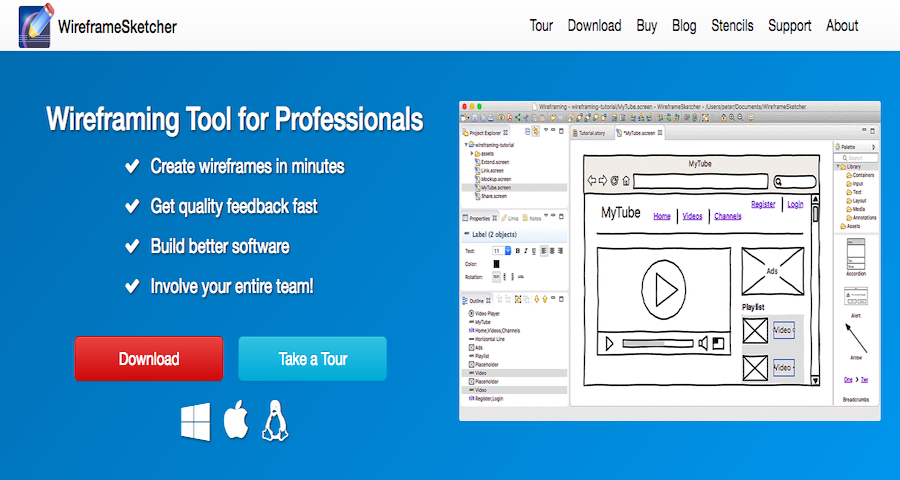 WireframeSketcher
Tour Download Buy Blog Stencils Support About
Wireframing Tool for Professionals
Create wireframes in minutes
Get quality feedback fast
Build better software
Involve your entire team!
Download Take a Tour
Wireframing - wireframing-tutorial/MyTube.screen - WireframeSketcher - /Users/peter/Documents/WireframeSketcher
Project Explorer
wireframing-tutorial
assets
Extend.screen
Link.screen
Mockup.screen
MyTube.screen
Share.screen
Properties Links Notes
Label (2 objects)
Text: 11 B I U
Color:
Rotation:
Outline
Video Player
MyTube
Home,Videos,Channels
Horizontal Line
Ads
Playlist
Placeholder
Video
Placeholder
Video
Register,Login
Tutorial.story *MyTube.screen
MyTube
Register Login
MyTube Home Videos Channels
Ads
Playlist
Video
Video
Palette
Search
Library
Containers
Input
Text
Layout
Media
Annotations
Assets
Accordion
Alert
Arrow
One > Two
Breadcrumbs